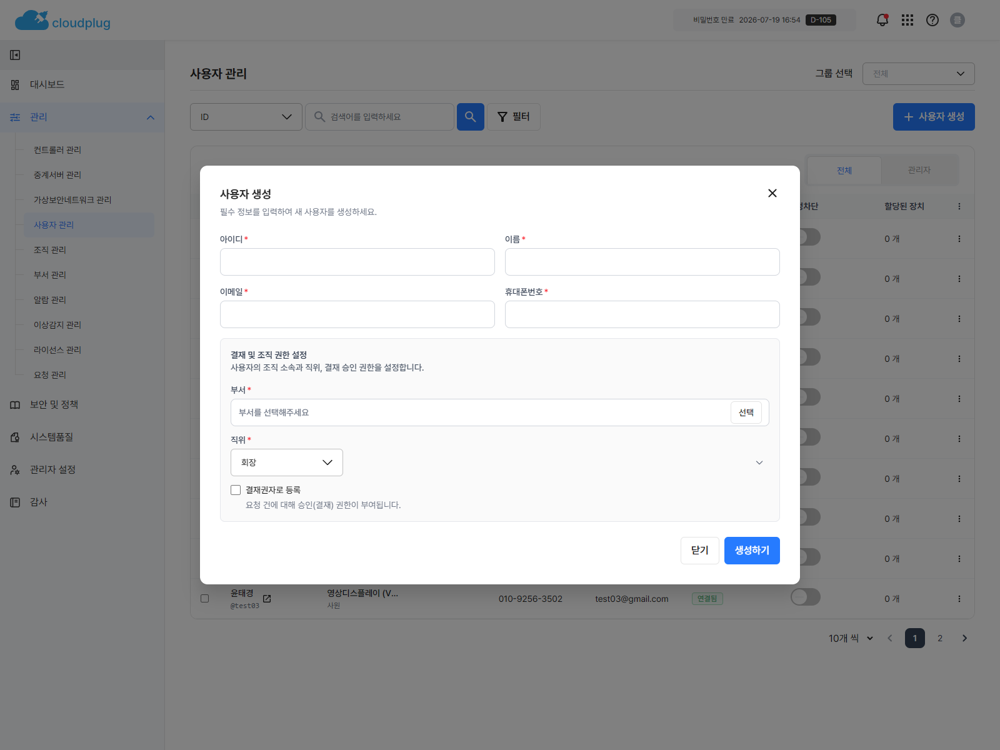 cloudplug
비밀번호 만료 2026-07-19 16:54 D-105
클
대시보드
관리
컨트롤러 관리
중계서버 관리
가상보안네트워크 관리
사용자 관리
조직 관리
부서 관리
알람 관리
이상감지 관리
라이선스 관리
요청 관리
보안 및 정책
시스템품질
관리자 설정
감사
사용자 관리
그룹 선택 전체
ID 검색어를 입력하세요 필터 + 사용자 생성
전체 관리자
할당된 장치
0 개
0 개
0 개
0 개
0 개
0 개
0 개
0 개
0 개
사용자 생성
필수 정보를 입력하여 새 사용자를 생성하세요.
아이디 * 이름 *
이메일 * 휴대폰번호 *
결재 및 조직 권한 설정
사용자의 조직 소속과 직위, 결재 승인 권한을 설정합니다.
부서 *
부서를 선택해주세요 선택
직위 *
회장
결재권자로 등록
요청 건에 대해 승인(결재) 권한이 부여됩니다.
닫기 생성하기
윤태경 영상디스플레이 (V... 010-9256-3502 test03@gmail.com 연결됨 0 개
@test03 사원
10개 씩 1 2